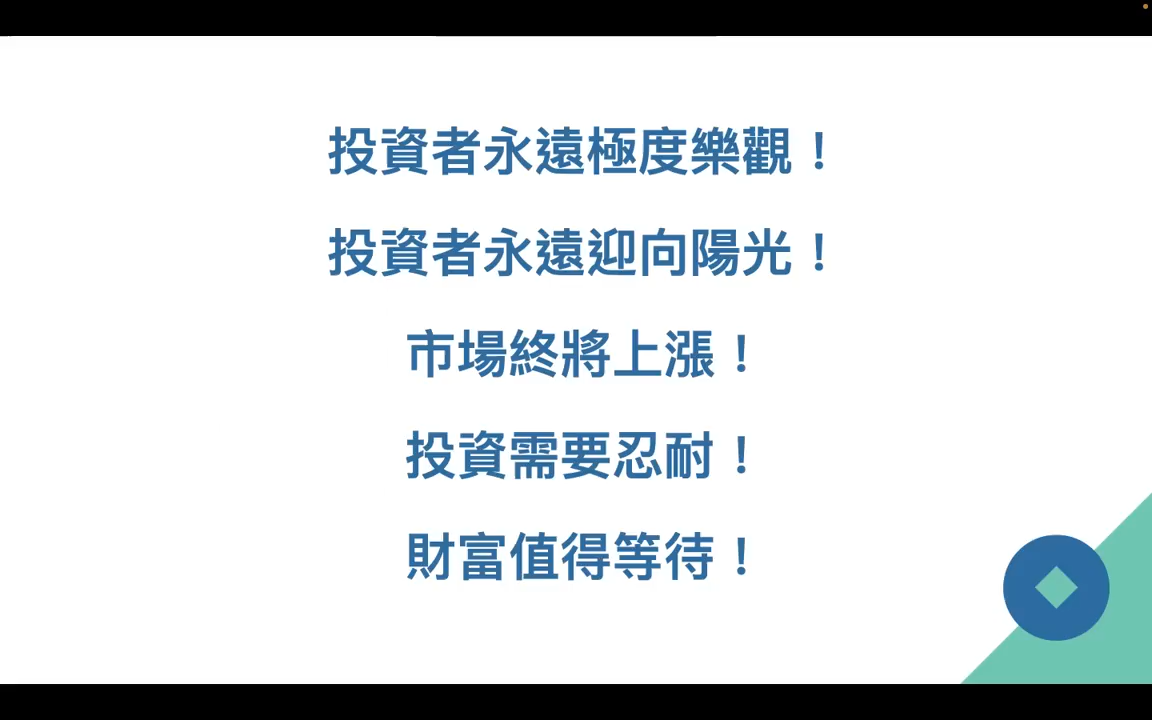 投資者永遠極度樂觀！
投資者永遠迎向陽光！
市場終將上漲！
投資需要忍耐！
財富值得等待！